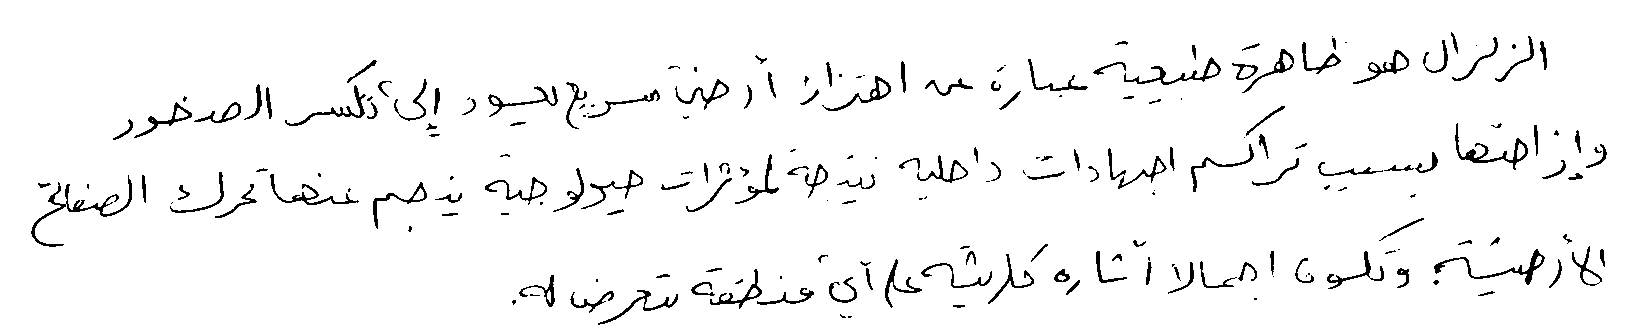 الزلزال هو ظاهرة طبيعية عبارة عن اهتزاز أرضي سريع يعود إلى تكسر الصخور
وإزاحتها بسبب تراكم اجهادات داخلية نتيجة لمؤثرات جيولوجية ينجم عنها تحرك الصفائح
الأرضية. وتكون اجمالا آثاره كارثية على أي منطقة تتعرض له.